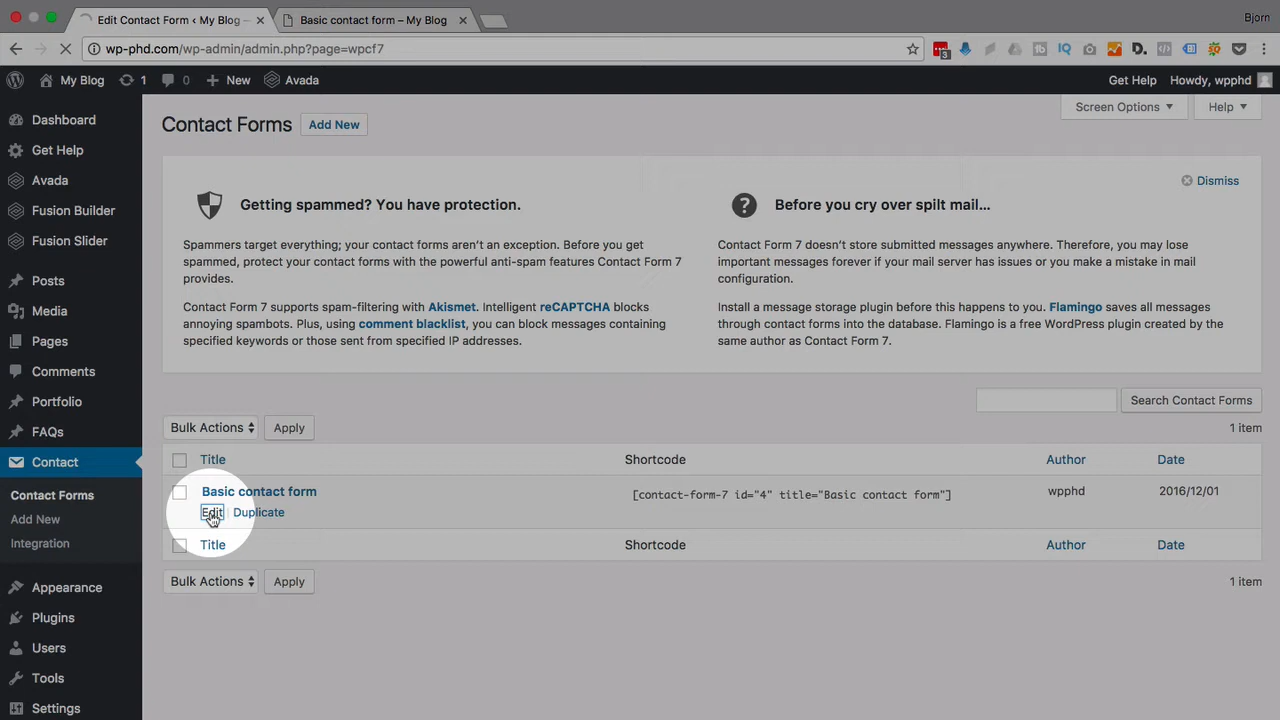 Edit Contact Form ‹ My Blog —
Basic contact form – My Blog
Bjorn
wp-phd.com/wp-admin/admin.php?page=wpcf7
3
My Blog
1
0
New
Avada
Get Help
Howdy, wpphd
Dashboard
Get Help
Avada
Fusion Builder
Fusion Slider
Posts
Media
Pages
Comments
Portfolio
FAQs
Contact
Contact Forms
Add New
Integration
Appearance
Plugins
Users
Tools
Settings
Screen Options
Help
Contact Forms
Add New
Dismiss
Getting spammed? You have protection.
Spammers target everything; your contact forms aren't an exception. Before you get
spammed, protect your contact forms with the powerful anti-spam features Contact Form 7
provides.
Contact Form 7 supports spam-filtering with Akismet. Intelligent reCAPTCHA blocks
annoying spambots. Plus, using comment blacklist, you can block messages containing
specified keywords or those sent from specified IP addresses.
Before you cry over spilt mail…
Contact Form 7 doesn't store submitted messages anywhere. Therefore, you may lose
important messages forever if your mail server has issues or you make a mistake in mail
configuration.
Install a message storage plugin before this happens to you. Flamingo saves all messages
through contact forms into the database. Flamingo is a free WordPress plugin created by the
same author as Contact Form 7.
Search Contact Forms
Bulk Actions
Apply
1 item
Title
Shortcode
Author
Date
Basic contact form
[contact-form-7 id="4" title="Basic contact form"]
wpphd
2016/12/01
Edit | Duplicate
Title
Shortcode
Author
Date
Bulk Actions
Apply
1 item